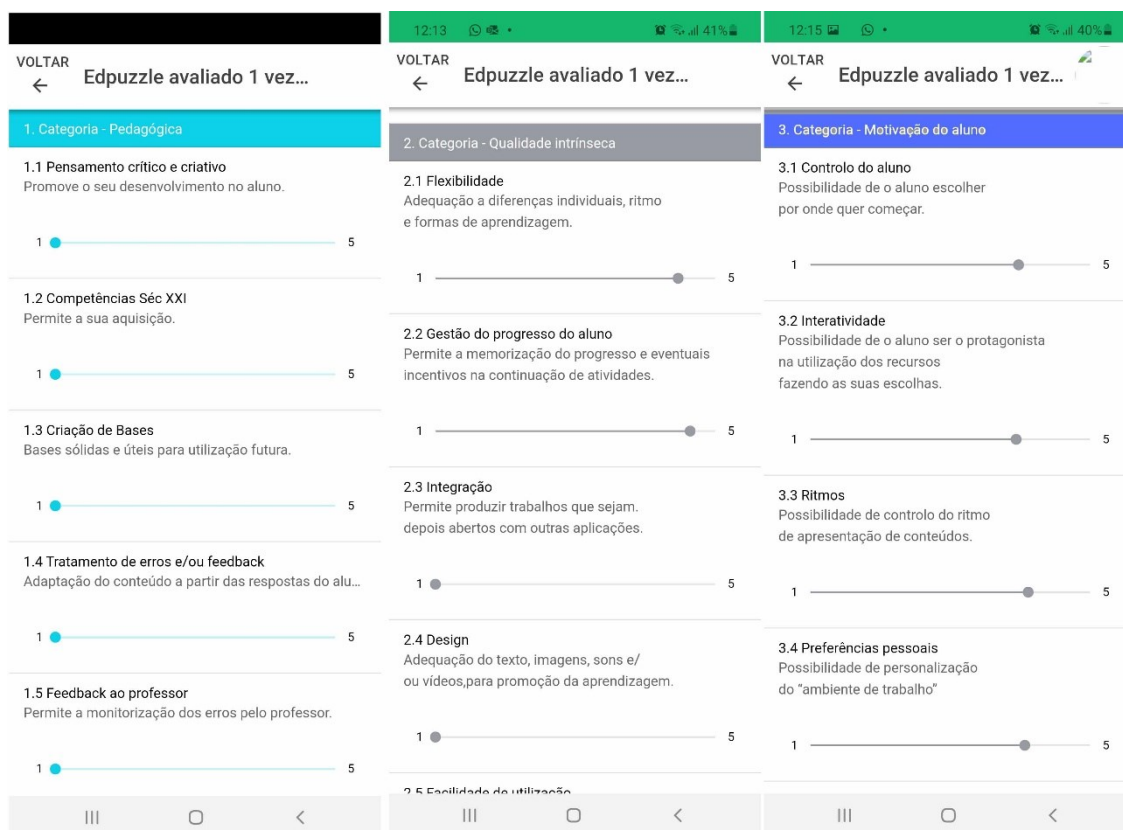 VOLTAR
Edpuzzle avaliado 1 vez...
1. Categoria - Pedagógica
1.1 Pensamento crítico e criativo
Promove o seu desenvolvimento no aluno.
1 5
1.2 Competências Séc XXI
Permite a sua aquisição.
1 5
1.3 Criação de Bases
Bases sólidas e úteis para utilização futura.
1 5
1.4 Tratamento de erros e/ou feedback
Adaptação do conteúdo a partir das respostas do alu...
1 5
1.5 Feedback ao professor
Permite a monitorização dos erros pelo professor.
1 5
12:13 41%
VOLTAR
Edpuzzle avaliado 1 vez...
2. Categoria - Qualidade intrínseca
2.1 Flexibilidade
Adequação a diferenças individuais, ritmo
e formas de aprendizagem.
1 5
2.2 Gestão do progresso do aluno
Permite a memorização do progresso e eventuais
incentivos na continuação de atividades.
1 5
2.3 Integração
Permite produzir trabalhos que sejam.
depois abertos com outras aplicações.
1 5
2.4 Design
Adequação do texto, imagens, sons e/
ou vídeos,para promoção da aprendizagem.
1 5
2.5 Facilidade de utilização
12:15 40%
VOLTAR
Edpuzzle avaliado 1 vez...
3. Categoria - Motivação do aluno
3.1 Controlo do aluno
Possibilidade de o aluno escolher
por onde quer começar.
1 5
3.2 Interatividade
Possibilidade de o aluno ser o protagonista
na utilização dos recursos
fazendo as suas escolhas.
1 5
3.3 Ritmos
Possibilidade de controlo do ritmo
de apresentação de conteúdos.
1 5
3.4 Preferências pessoais
Possibilidade de personalização
do “ambiente de trabalho”
1 5